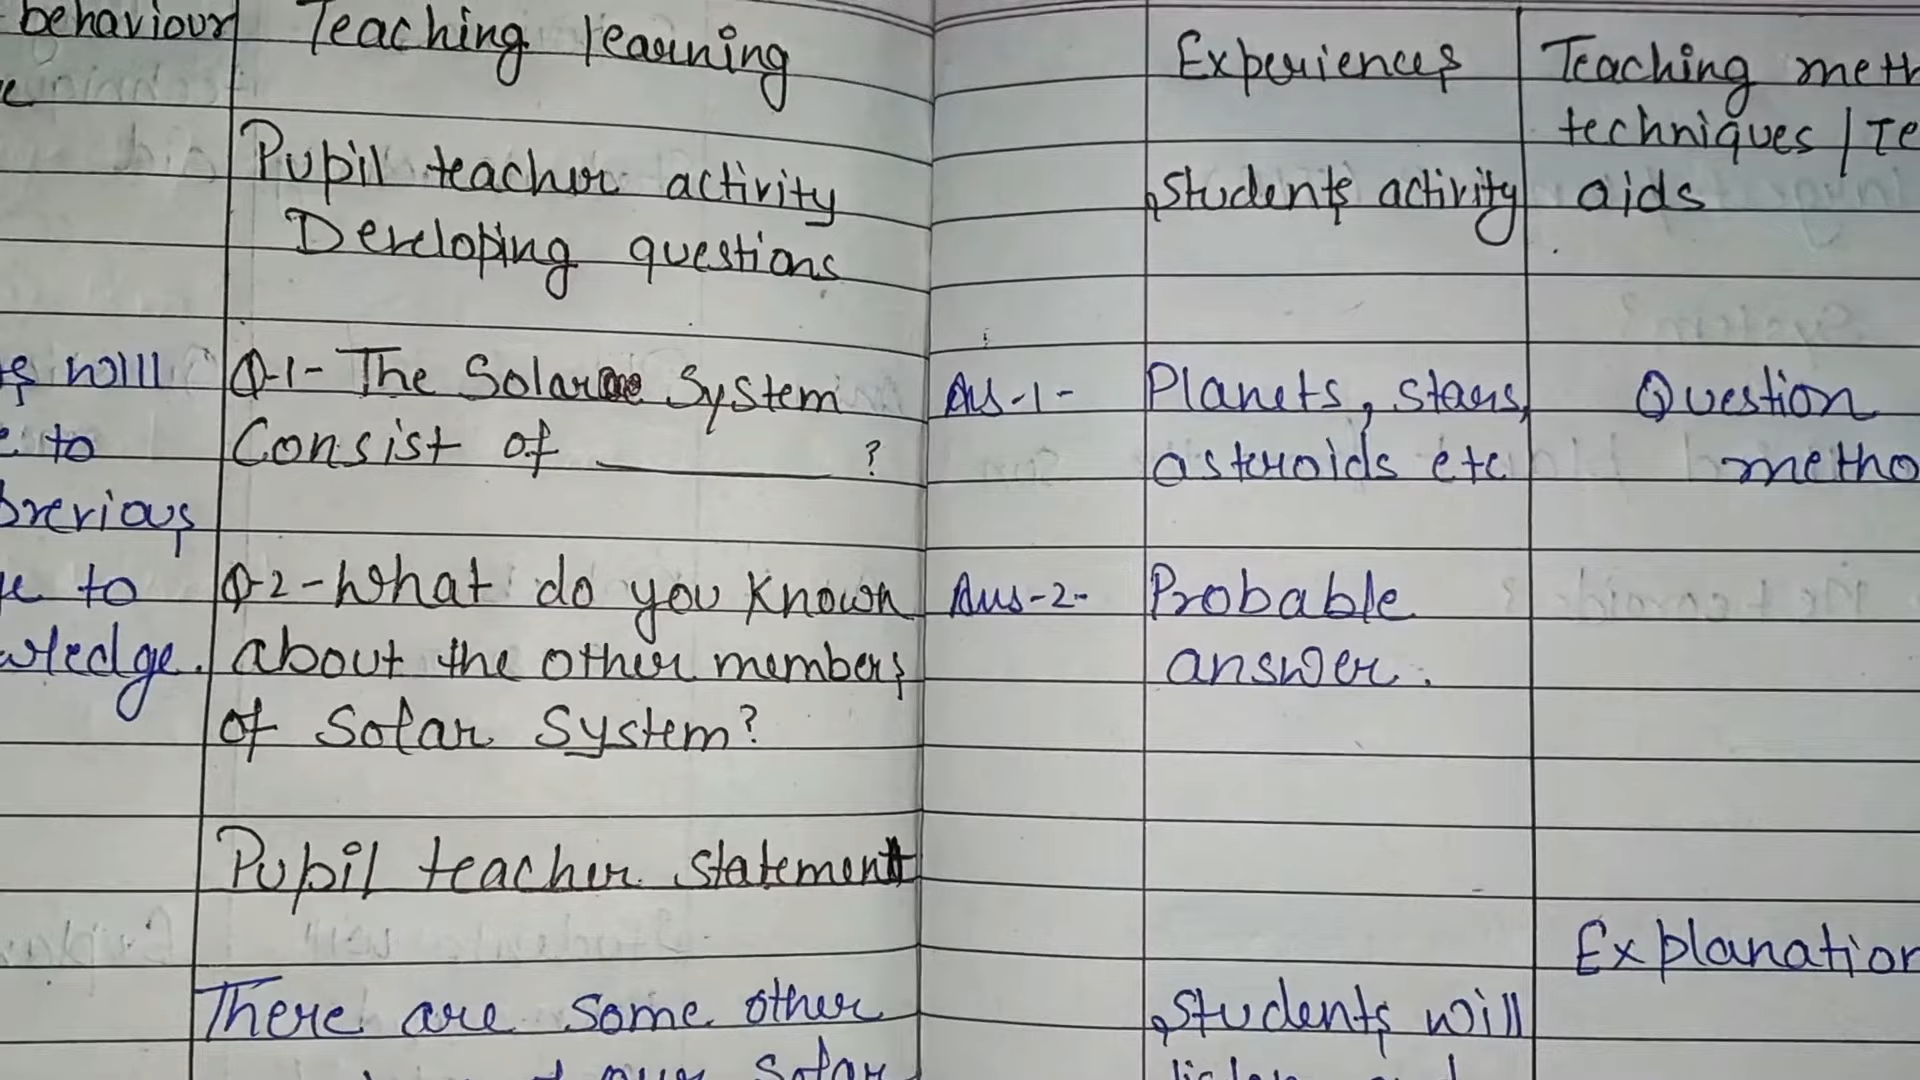 behaviour Teaching learning Experiences Teaching meth
techniques / Te
Pupil teacher activity Students activity aids
Developing questions
will Q-1- The Solar System Ans-1- Planets, stars, Question
to Consist of ________ ? asteroids etc metho
previous
to Q-2- What do you Known Ans-2- Probable
wledge. about the other members answer.
of Solar System?
Pupil teacher statement
Explanation
There are some other Students will
our solar